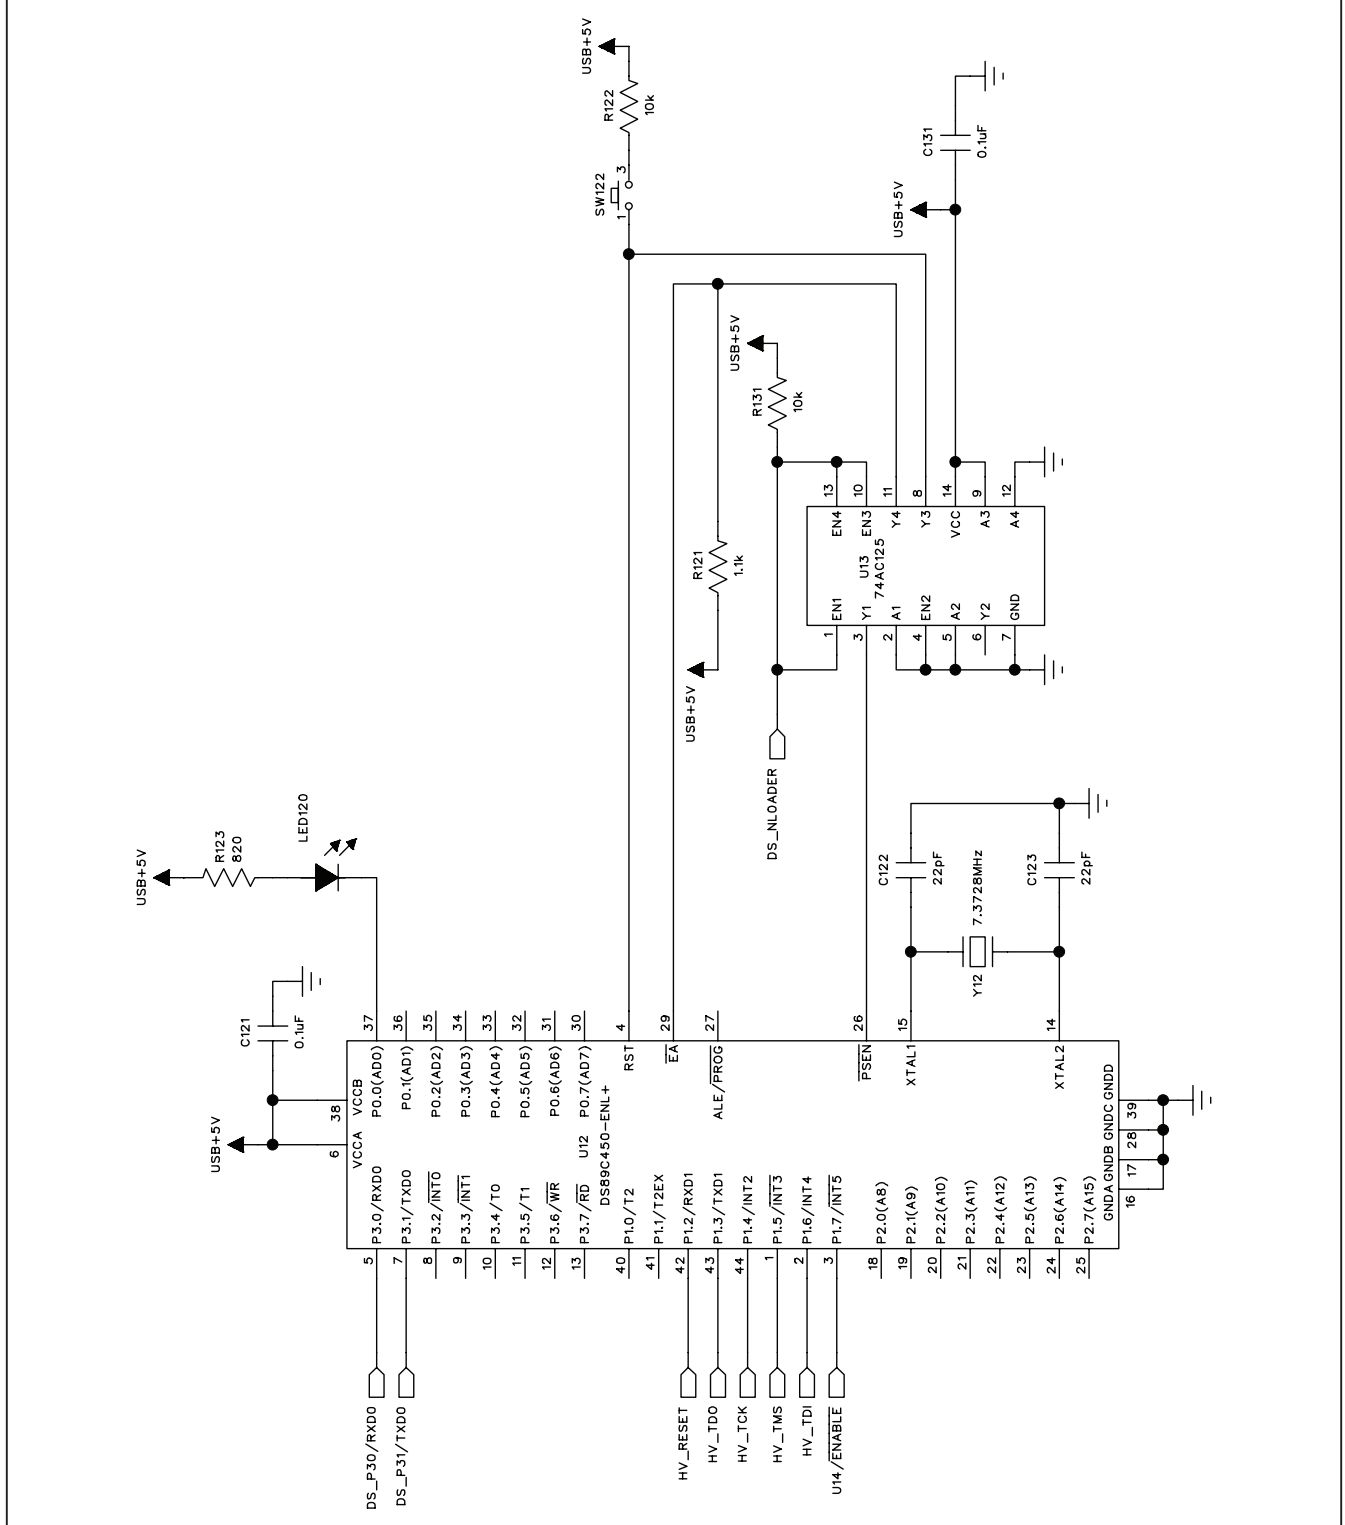 USB+5V
R122
10k
SW122
3
1
C131
0.1uF
USB+5V
USB+5V
R131
10k
R121
1.1k
USB+5V
DS_NLOADER
U13
74AC125
13 EN4
10 EN3
11 Y4
8 Y3
14 VCC
9 A3
12 A4
1 EN1
3 Y1
2 A1
4 EN2
5 A2
6 Y2
7 GND
USB+5V
R123
820
LED120
C121
0.1uF
USB+5V
C122
22pF
Y12
7.3728MHz
C123
22pF
U12
DS89C450-ENL+
38 VCCB
6 VCCA
37 P0.0(AD0)
36 P0.1(AD1)
35 P0.2(AD2)
34 P0.3(AD3)
33 P0.4(AD4)
32 P0.5(AD5)
31 P0.6(AD6)
30 P0.7(AD7)
4 RST
29 EA
27 ALE/PROG
26 PSEN
15 XTAL1
14 XTAL2
39 GNDD
28 GNDC
17 GNDB
16 GNDA
5 P3.0/RXD0
7 P3.1/TXD0
8 P3.2/INT0
9 P3.3/INT1
10 P3.4/T0
11 P3.5/T1
12 P3.6/WR
13 P3.7/RD
40 P1.0/T2
41 P1.1/T2EX
42 P1.2/RXD1
43 P1.3/TXD1
44 P1.4/INT2
1 P1.5/INT3
2 P1.6/INT4
3 P1.7/INT5
18 P2.0(A8)
19 P2.1(A9)
20 P2.2(A10)
21 P2.3(A11)
22 P2.4(A12)
23 P2.5(A13)
24 P2.6(A14)
25 P2.7(A15)
DS_P30/RXD0
DS_P31/TXD0
HV_RESET
HV_TDO
HV_TCK
HV_TMS
HV_TDI
U14/ENABLE